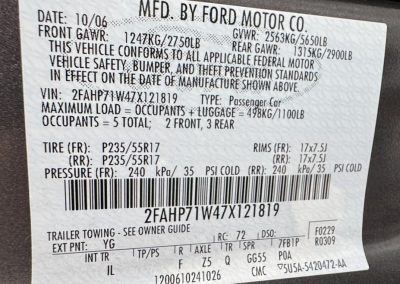 MFD. BY FORD MOTOR CO.
DATE: 10/06 GVWR: 2563KG/5650LB
FRONT GAWR: 1247KG/2750LB REAR GAWR: 1315KG/2900LB
THIS VEHICLE CONFORMS TO ALL APPLICABLE FEDERAL MOTOR
VEHICLE SAFETY, BUMPER, AND THEFT PREVENTION STANDARDS
IN EFFECT ON THE DATE OF MANUFACTURE SHOWN ABOVE.
VIN: 2FAHP71W47X121819 TYPE: Passenger Car
MAXIMUM LOAD = OCCUPANTS + LUGGAGE = 498KG/1100LB
OCCUPANTS = 5 TOTAL; 2 FRONT, 3 REAR
TIRE (FR): P235/55R17 RIMS (FR): 17x7.5J
(RR): P235/55R17 (RR): 17x7.5J
PRESSURE (FR): 240 kPa/ 35 PSI COLD (RR): 240 kPa/ 35 PSI COLD
2FAHP71W47X121819
TRAILER TOWING - SEE OWNER GUIDE
EXT PNT: YG RC: 72 DSO: F0229
INT TR TP/PS R AXLE TR SPR 7FB1P R0309
IL F Z5 Q GG55 POA
1200610241026 CMC 5U5A-5420472-AA